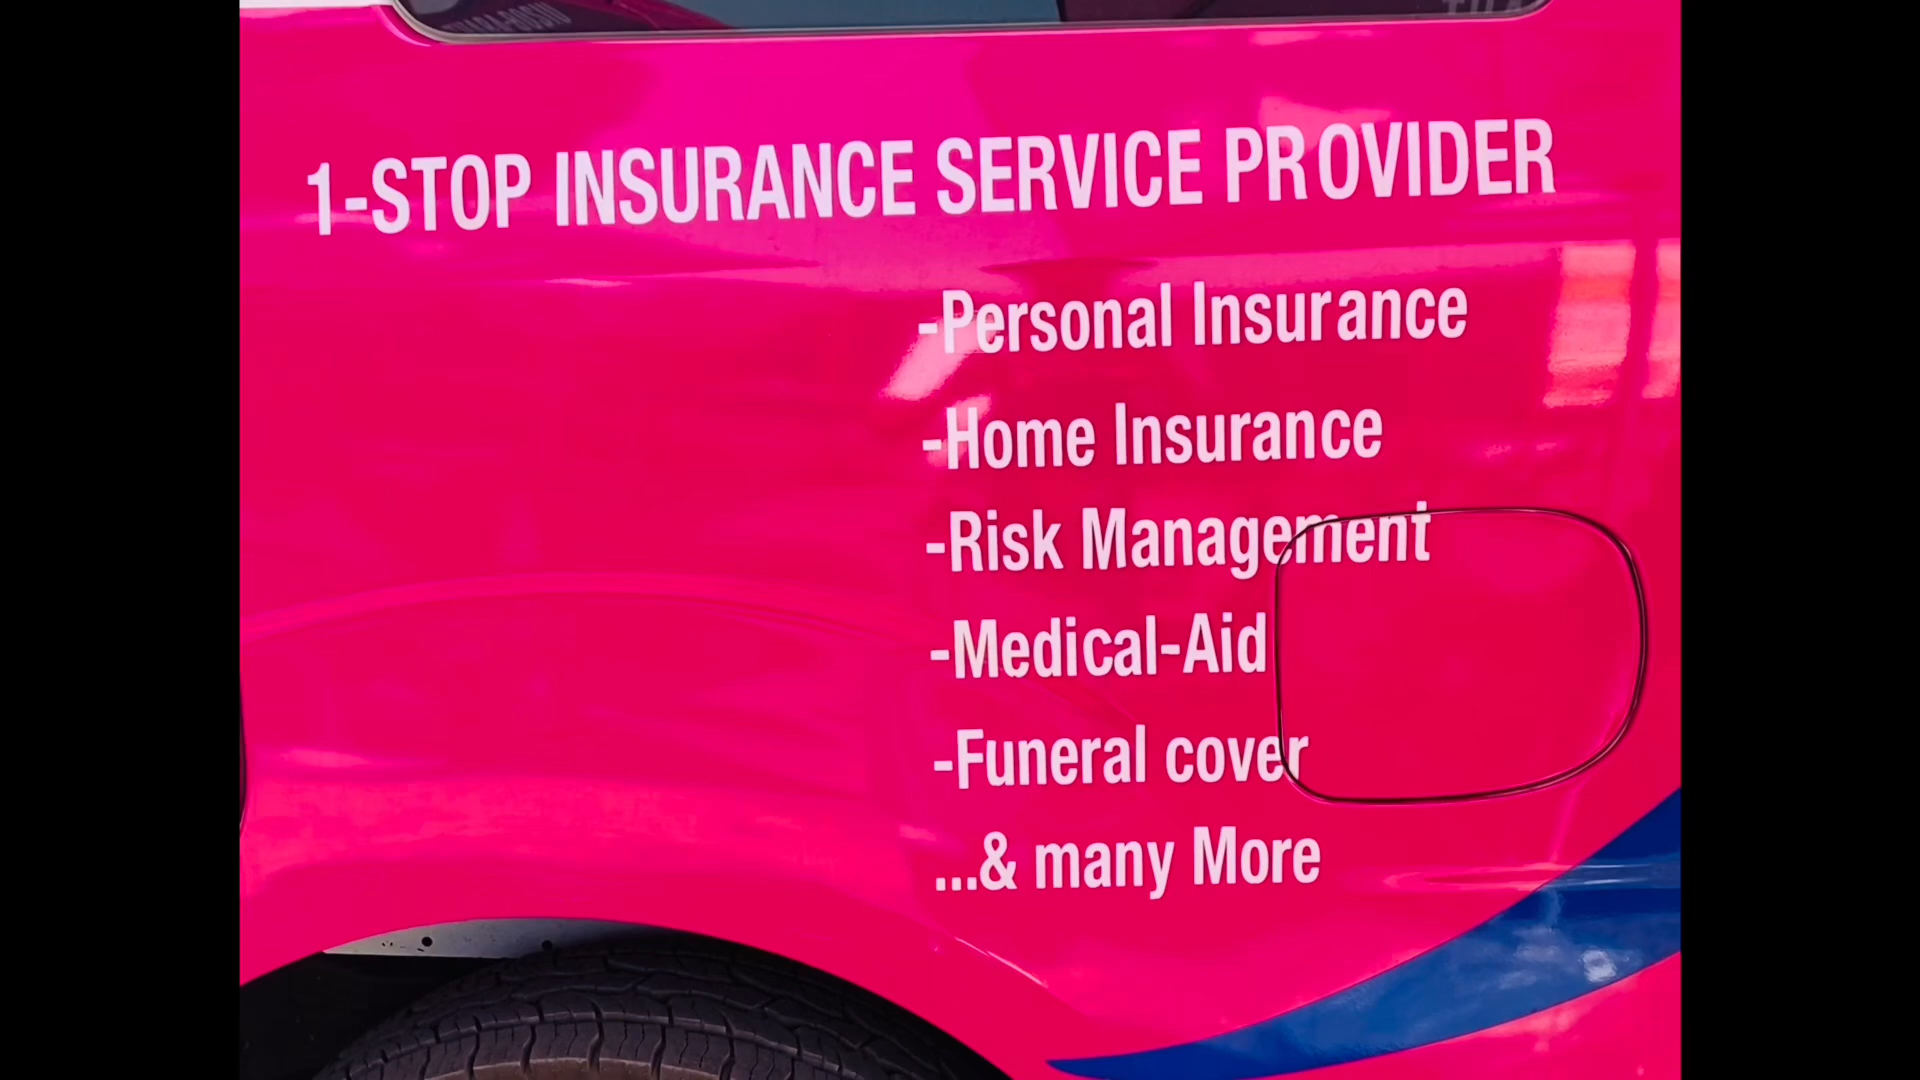 1-STOP INSURANCE SERVICE PROVIDER
-Personal Insurance
-Home Insurance
-Risk Management
-Medical-Aid
-Funeral cover
...& many More